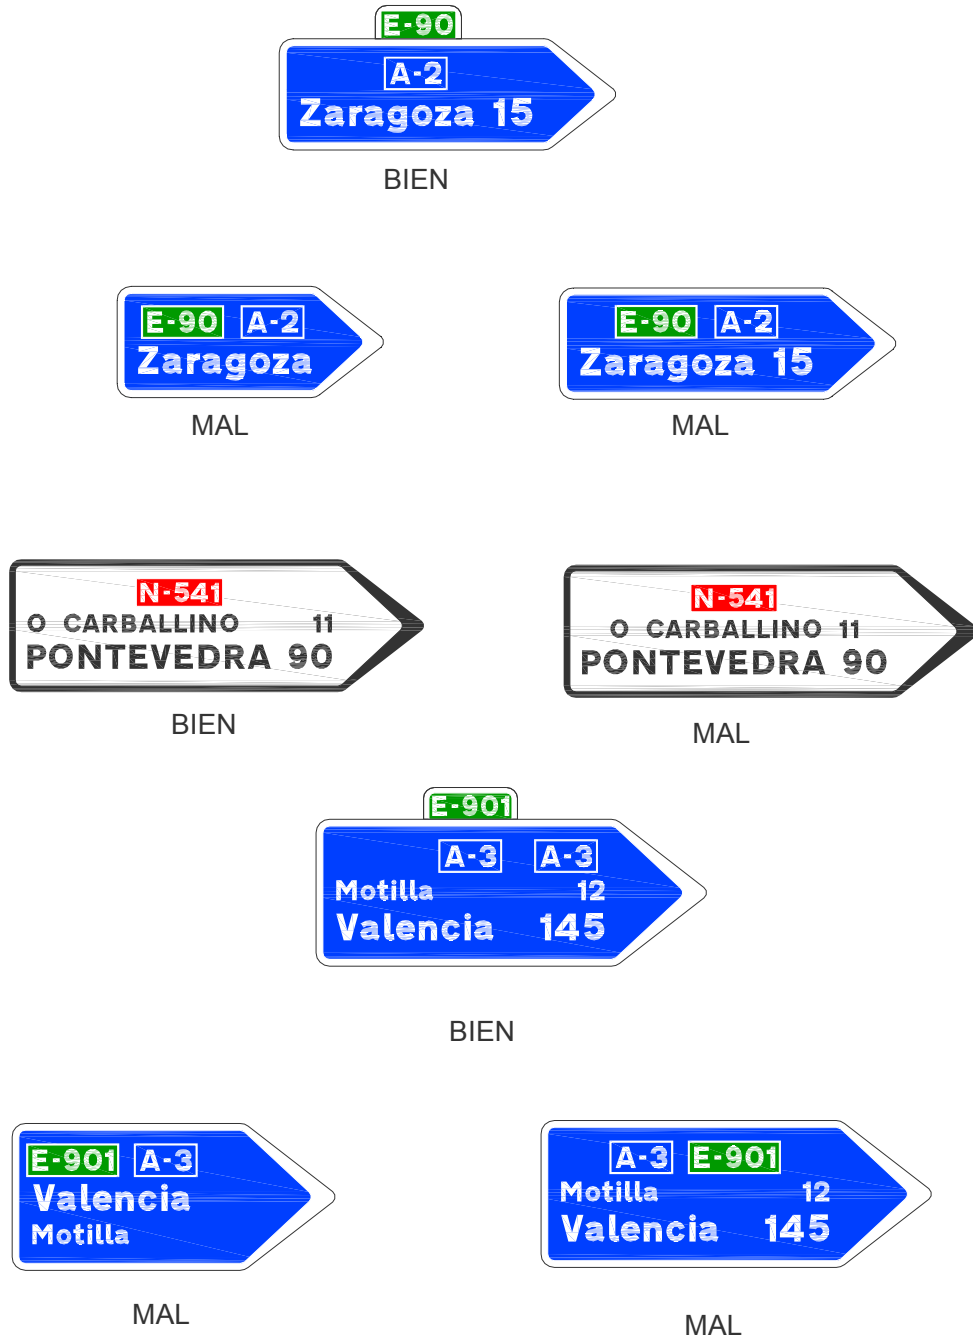 E-90
A-2
Zaragoza 15
BIEN
E-90 A-2
Zaragoza
MAL
E-90 A-2
Zaragoza 15
MAL
N-541
O CARBALLINO 11
PONTEVEDRA 90
BIEN
N-541
O CARBALLINO 11
PONTEVEDRA 90
MAL
E-901
A-3 A-3
Motilla 12
Valencia 145
BIEN
E-901 A-3
Valencia
Motilla
MAL
A-3 E-901
Motilla 12
Valencia 145
MAL